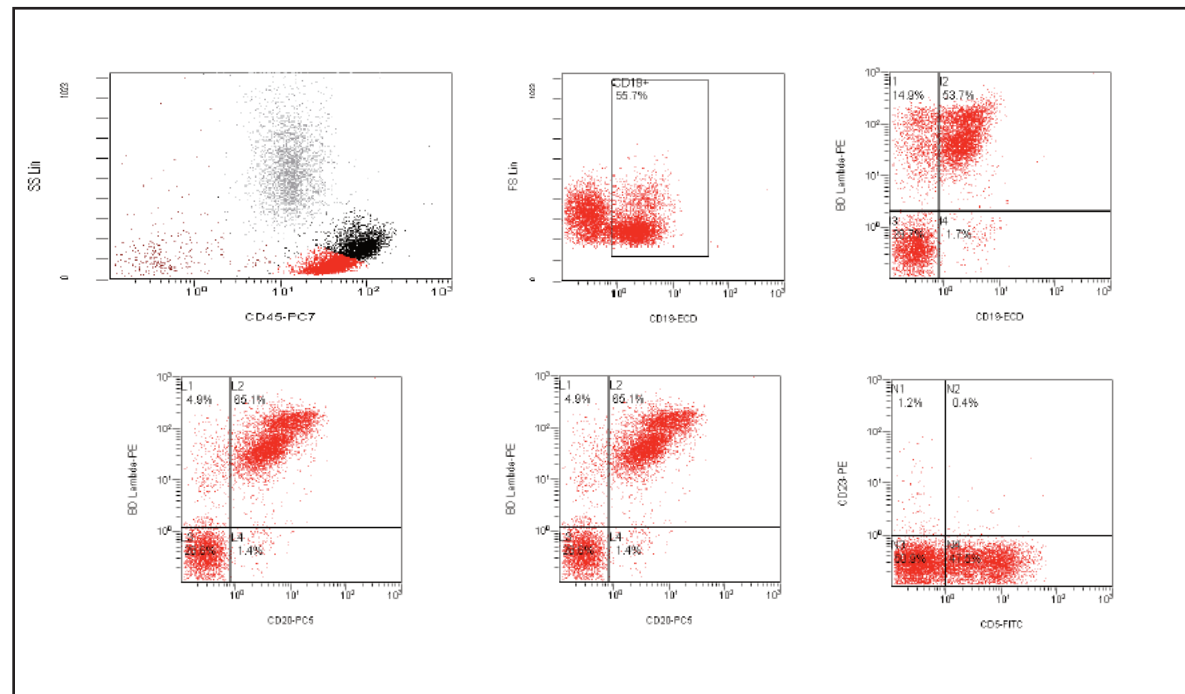 1023
SS Lin
0
10⁰ 10¹ 10² 10³
CD45-PC7
1023
FS Lin
0
CD19+
55.7%
10⁰ 10¹ 10² 10³
CD19-ECD
10³
10²
10¹
10⁰
BD Lambda-PE
I1 I2
14.9% 53.7%
I3 I4
1.7%
10⁰ 10¹ 10² 10³
CD19-ECD
10³
10²
10¹
10⁰
BD Lambda-PE
L1 L2
4.9% 65.1%
L4
1.4%
10⁰ 10¹ 10² 10³
CD20-PC5
10³
10²
10¹
10⁰
BD Lambda-PE
L1 L2
4.9% 65.1%
L4
1.4%
10⁰ 10¹ 10² 10³
CD20-PC5
10³
10²
10¹
10⁰
CD23-PE
N1 N2
1.2% 0.4%
10⁰ 10¹ 10² 10³
CD5-FITC